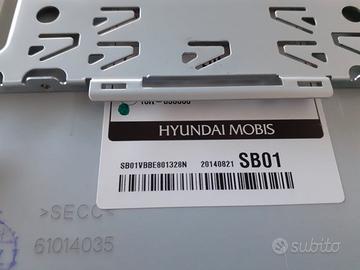 HYUNDAI MOBIS
SB01VBBE801328N 20140821 SB01
>SECC<
61014035
subito